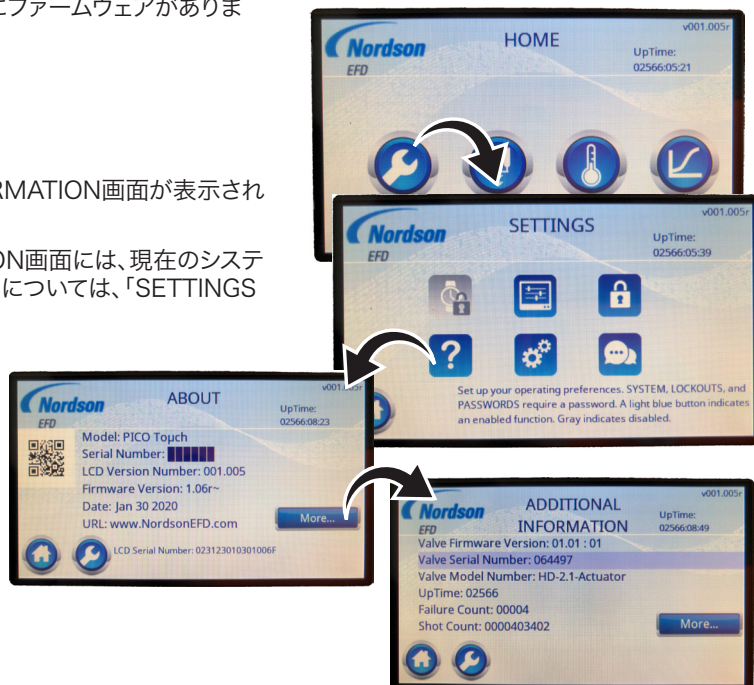 にファームウェアがありま
RMATION画面が表示され
ON画面には、現在のシステ
については、「SETTINGS
Nordson
EFD
HOME
v001.005r
UpTime:
02566:05:21
Nordson
EFD
SETTINGS
v001.005r
UpTime:
02566:05:39
?
Set up your operating preferences. SYSTEM, LOCKOUTS, and
PASSWORDS require a password. A light blue button indicates
an enabled function. Gray indicates disabled.
Nordson
EFD
ABOUT
v001.005r
UpTime:
02566:08:23
Model: PICO Touch
Serial Number:
LCD Version Number: 001.005
Firmware Version: 1.06r~
Date: Jan 30 2020
URL: www.NordsonEFD.com
More...
LCD Serial Number: 023123010301006F
Nordson
EFD
ADDITIONAL
INFORMATION
v001.005r
UpTime:
02566:08:49
Valve Firmware Version: 01.01 : 01
Valve Serial Number: 064497
Valve Model Number: HD-2.1-Actuator
UpTime: 02566
Failure Count: 00004
Shot Count: 0000403402
More...